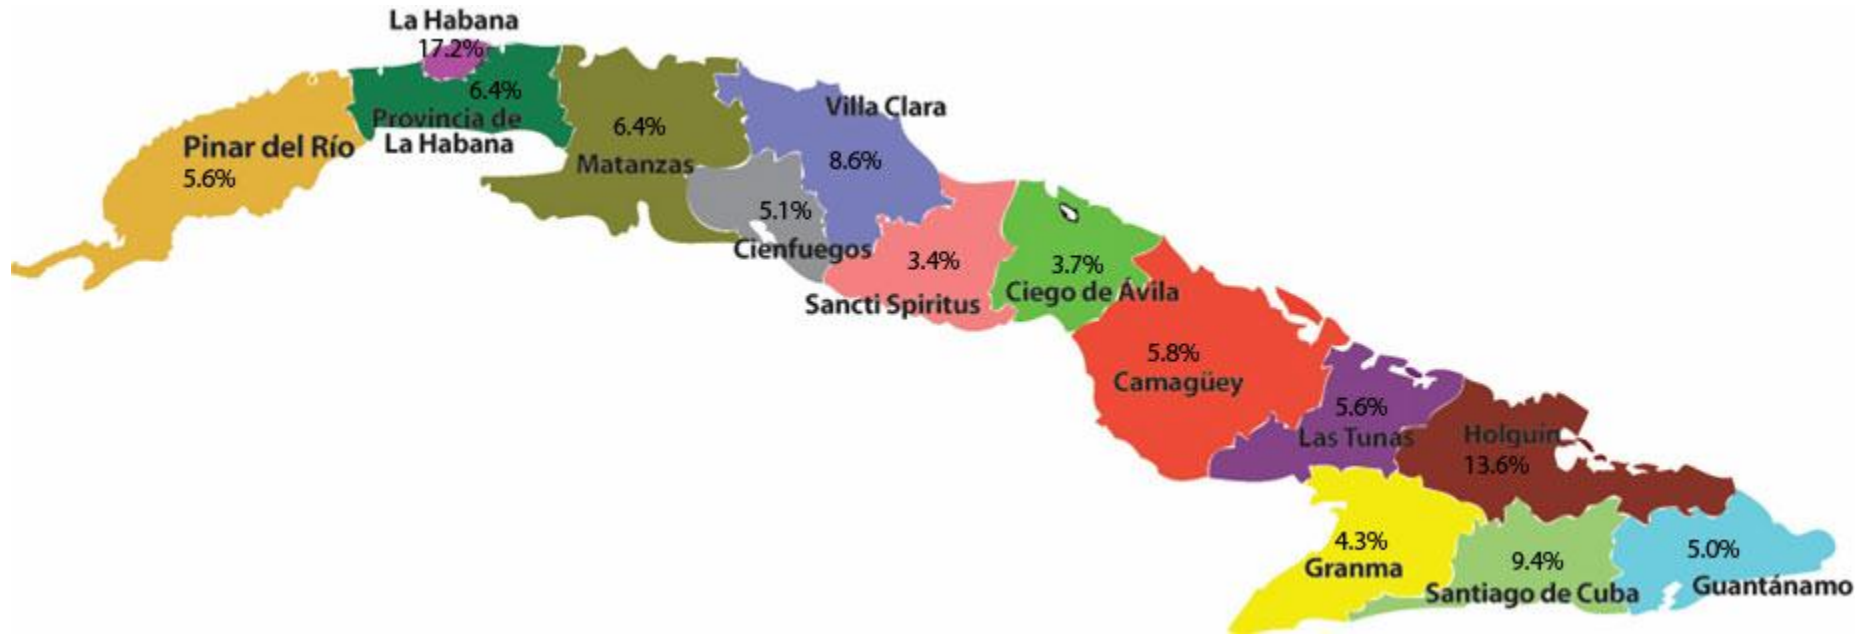 La Habana
17.2%
6.4%
Provincia de
La Habana
Pinar del Río
5.6%
6.4%
Matanzas
Villa Clara
8.6%
5.1%
Cienfuegos
3.4%
Sancti Spiritus
3.7%
Ciego de Ávila
5.8%
Camagüey
5.6%
Las Tunas
Holguín
13.6%
4.3%
Granma
9.4%
Santiago de Cuba
5.0%
Guantánamo